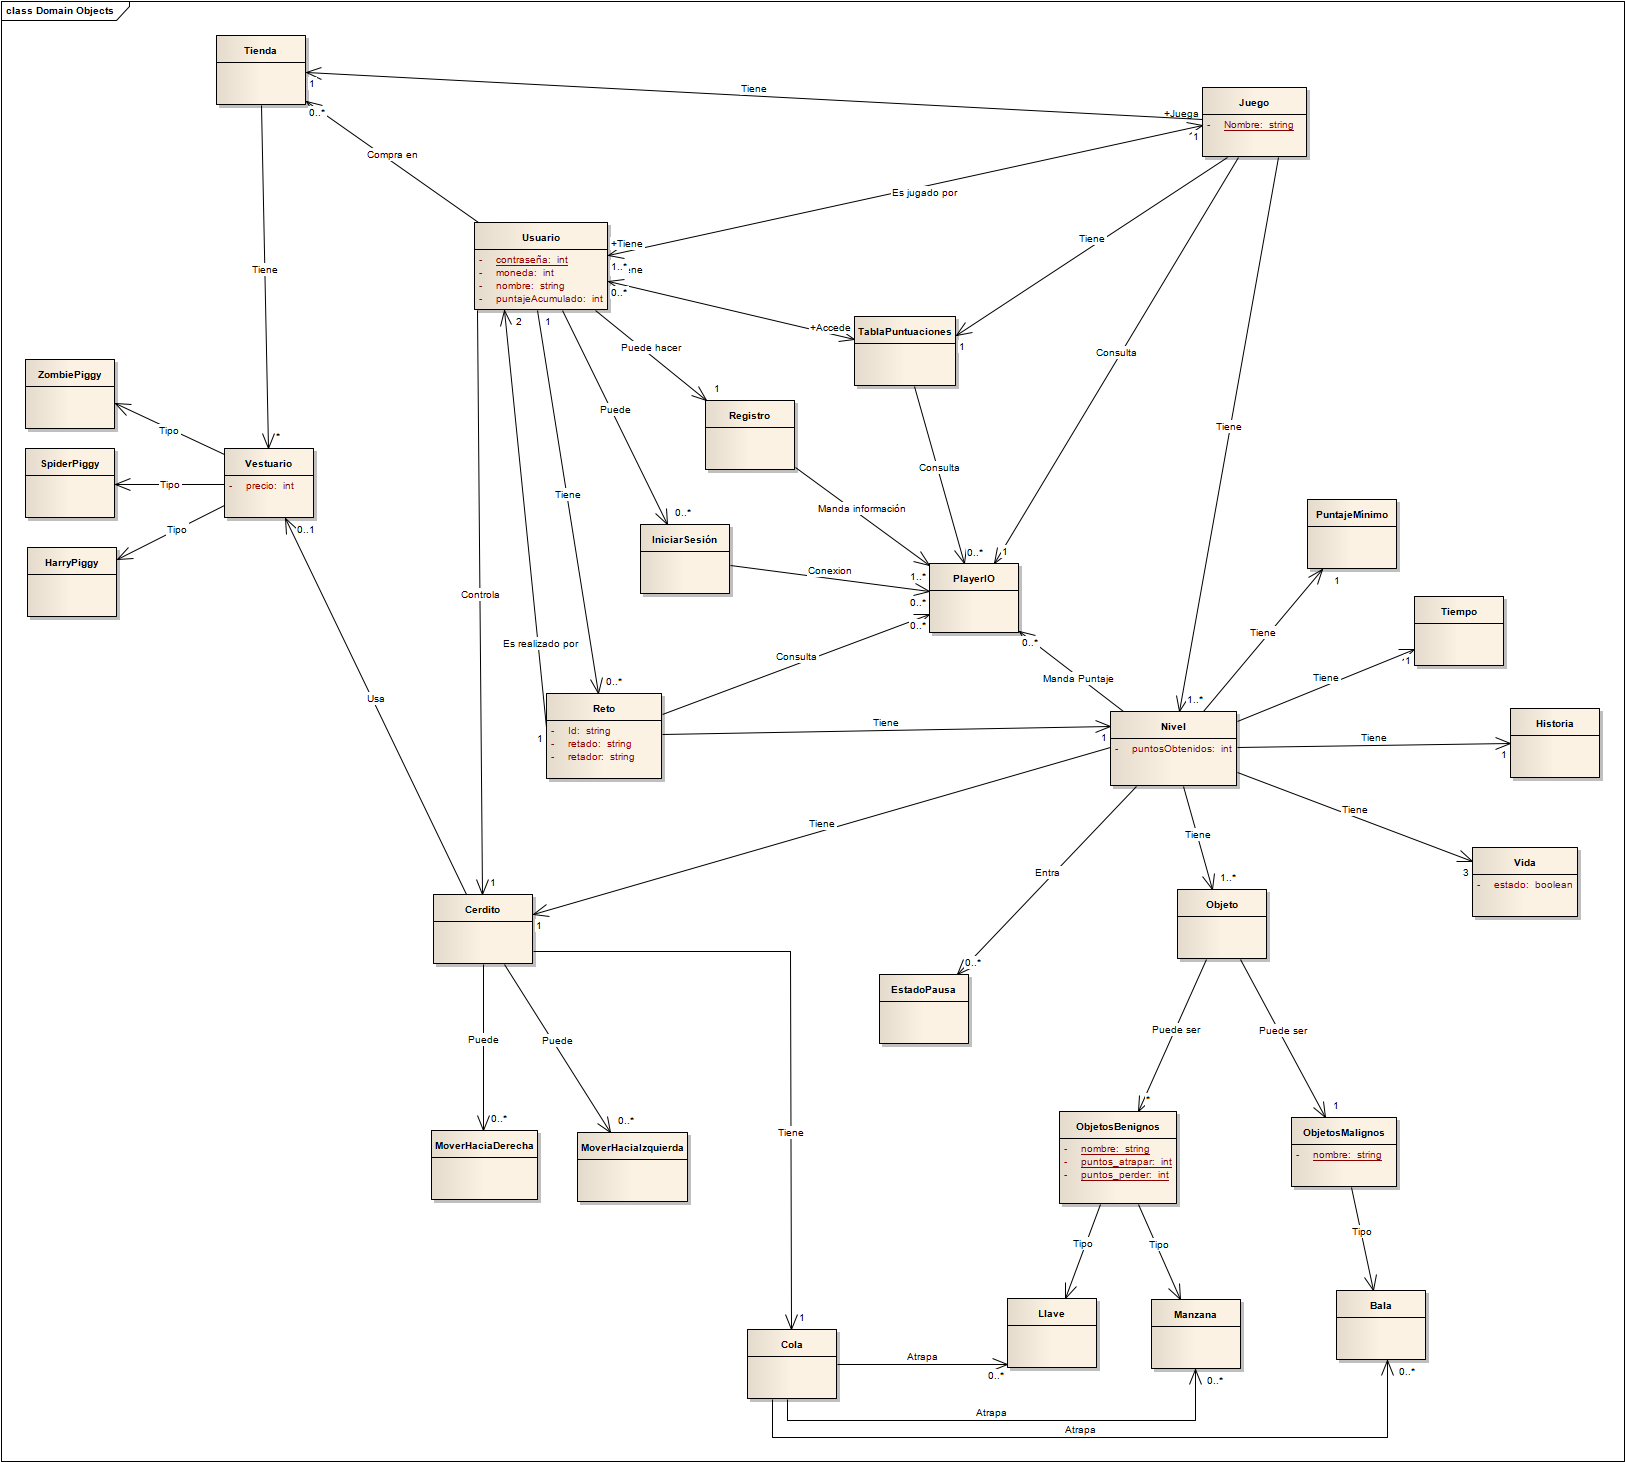 class Domain Objects
Tienda
1
Tiene
+Juega
1
Juego
- Nombre: string
0..*
Compra en
Es jugado por
Usuario
- contraseña: int
- moneda: int
- nombre: string
- puntajeAcumulado: int
+Tiene
1..*
ene
0..*
Tiene
Tiene
+Accede
TablaPuntuaciones
1
2
1
Puede hacer
Consulta
ZombiePiggy
1
Puede
Registro
Tipo
*
Tiene
SpiderPiggy
Vestuario
- precio: int
Tipo
Consulta
Tiene
Manda información
PuntajeMínimo
0..*
Tipo
0..1
IniciarSesión
HarryPiggy
0..*
1
Conexion
1..*
PlayerIO
1
Controla
0..*
Tiempo
0..*
0..*
Tiene
Es realizado por
Consulta
1
Manda Puntaje
Tiene
0..*
Usa
1..*
Reto
- Id: string
- retado: string
- retador: string
1
Tiene
1
Nivel
- puntosObtenidos: int
Historia
Tiene
1
Tiene
Tiene
Tiene
Vida
- estado: boolean
3
Entra
1
1..*
Cerdito
1
Objeto
0..*
EstadoPausa
Puede
Puede
Puede ser
Puede ser
0..*
0..*
*
1
MoverHaciaDerecha
MoverHaciaIzquierda
Tiene
ObjetosBenignos
- nombre: string
- puntos_atrapar: int
- puntos_perder: int
ObjetosMalignos
- nombre: string
Tipo
Tipo
Tipo
1
Llave
Manzana
Bala
Cola
Atrapa
0..*
0..*
0..*
Atrapa
Atrapa